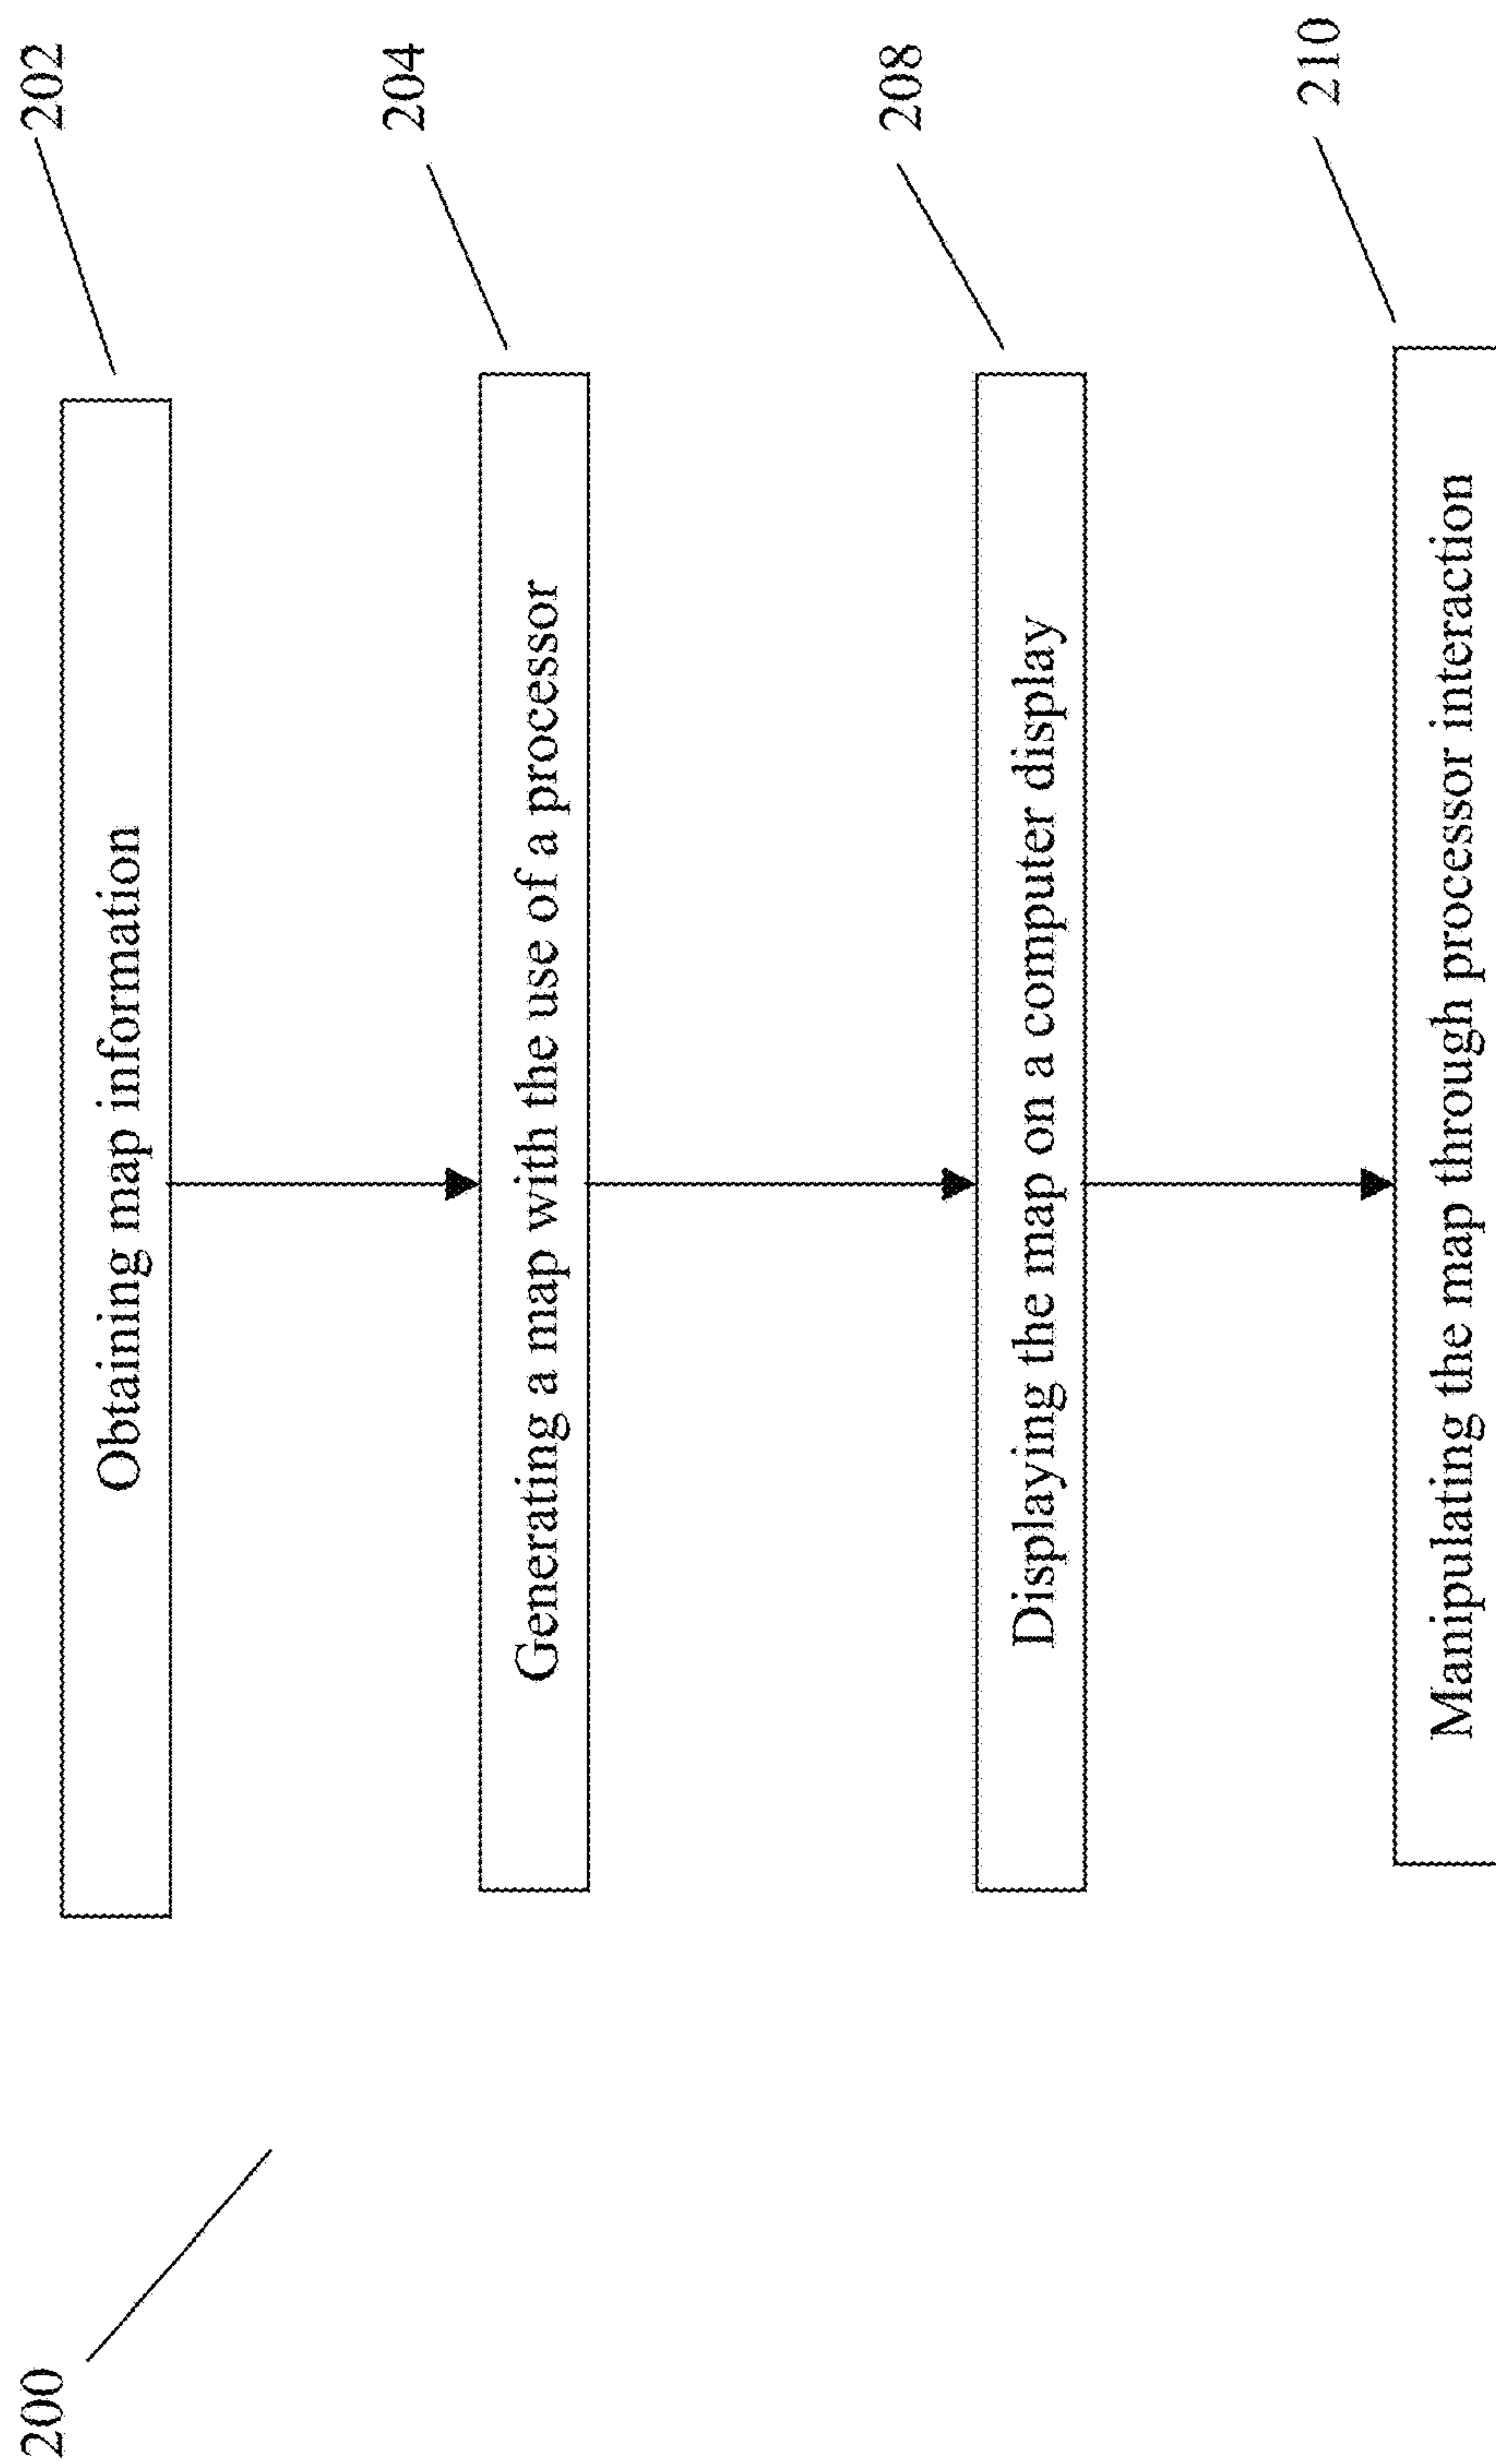 200
202
Obtaining map information
204
Generating a map with the use of a processor
208
Displaying the map on a computer display
210
Manipulating the map through processor interaction